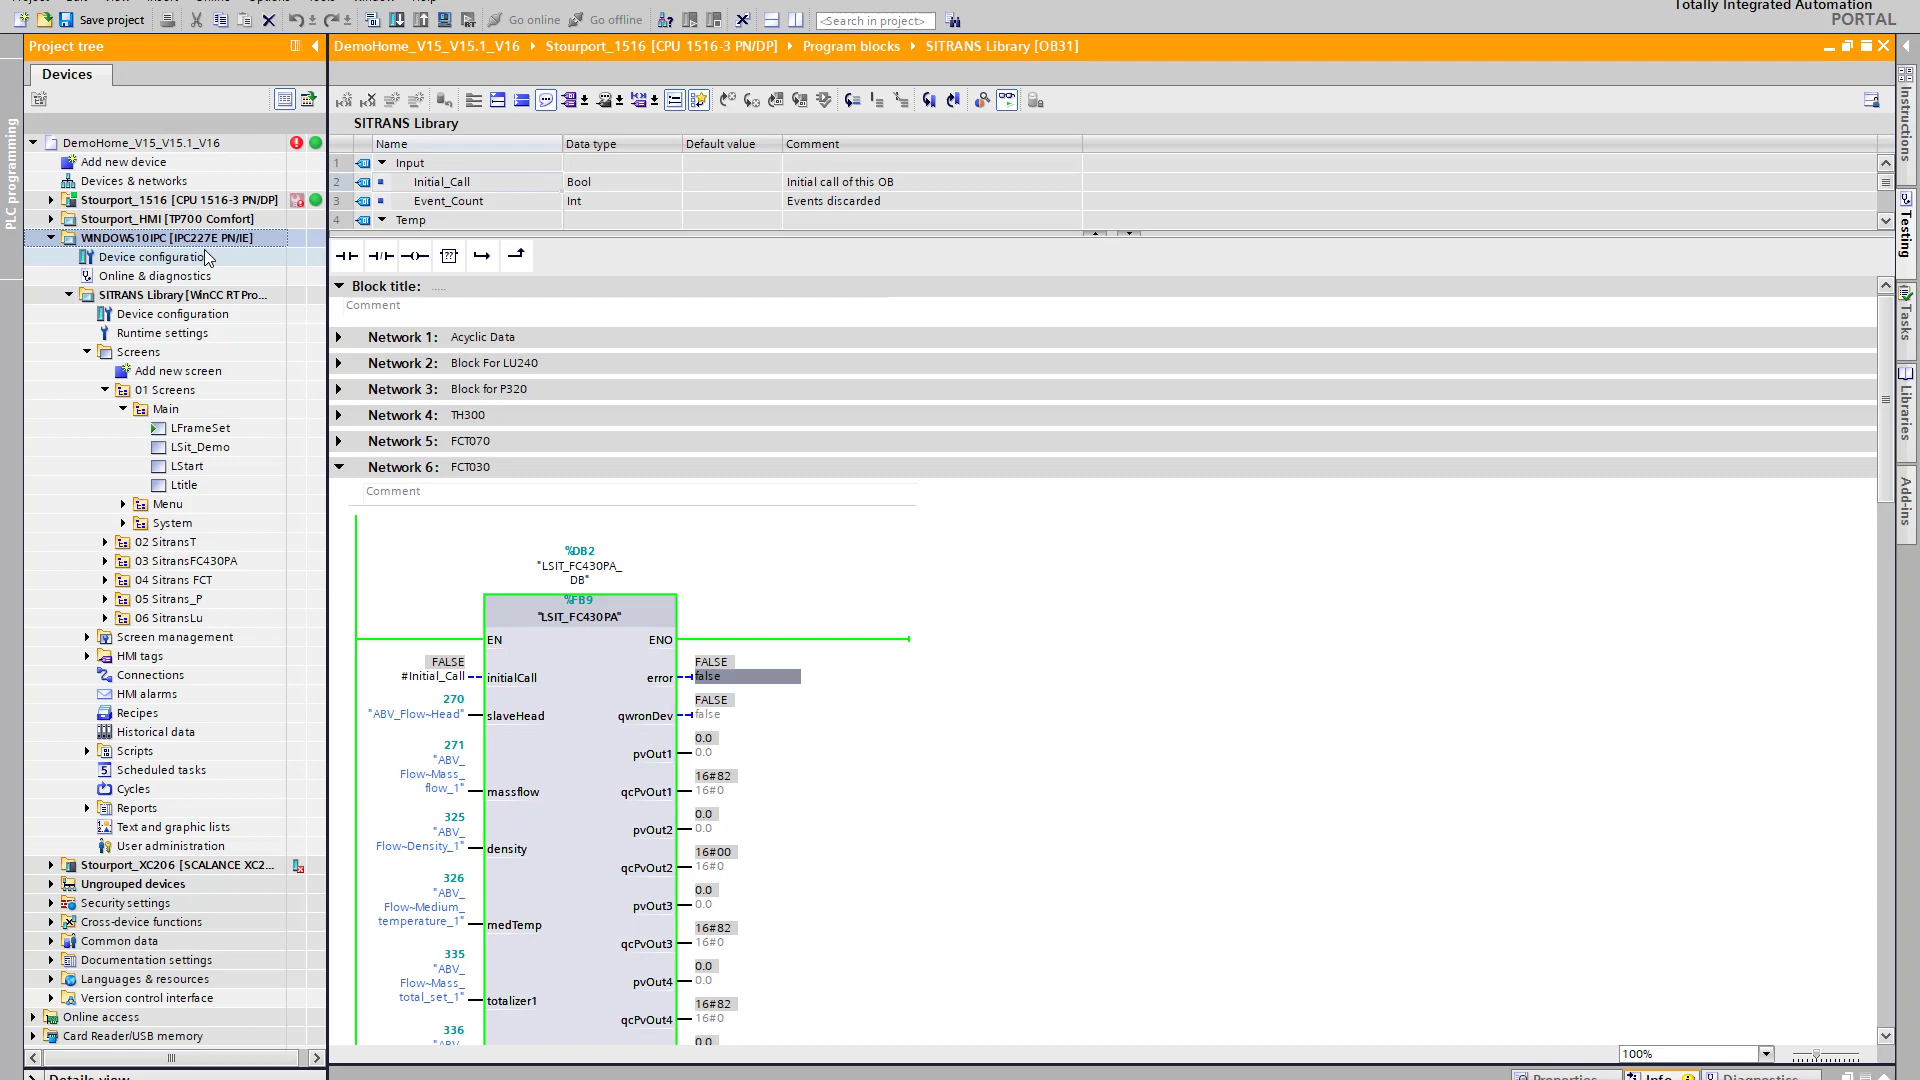 Totally Integrated Automation
PORTAL
Save project
Go online
Go offline
<Search in project>
Project tree
DemoHome_V15_V15.1_V16
Stourport_1516 [CPU 1516-3 PN/DP]
Program blocks
SITRANS Library [OB31]
Devices
PLC programming
DemoHome_V15_V15.1_V16
Add new device
Devices & networks
Stourport_1516 [CPU 1516-3 PN/DP]
Stourport_HMI [TP700 Comfort]
WINDOWS10IPC [IPC227E PN/IE]
Device configuration
Online & diagnostics
SITRANS Library [WinCC RT Pro...
Device configuration
Runtime settings
Screens
Add new screen
01 Screens
Main
LFrameSet
LSit_Demo
LStart
Ltitle
Menu
System
02 SitransT
03 SitransFC430PA
04 Sitrans FCT
05 Sitrans_P
06 SitransLu
Screen management
HMI tags
Connections
HMI alarms
Recipes
Historical data
Scripts
Scheduled tasks
Cycles
Reports
Text and graphic lists
User administration
Stourport_XC206 [SCALANCE XC2...
Ungrouped devices
Security settings
Cross-device functions
Common data
Documentation settings
Languages & resources
Version control interface
Online access
Card Reader/USB memory
Details view
SITRANS Library
Name Data type Default value Comment
1 Input
2 Initial_Call Bool Initial call of this OB
3 Event_Count Int Events discarded
4 Temp
Block title: .....
Comment
Network 1: Acyclic Data
Network 2: Block For LU240
Network 3: Block for P320
Network 4: TH300
Network 5: FCT070
Network 6: FCT030
Comment
%DB2
"LSIT_FC430PA_
DB"
%FB9
"LSIT_FC430PA"
EN ENO
FALSE
#Initial_Call initialCall
270
"ABV_Flow~Head" slaveHead
271
"ABV_
Flow~Mass_
flow_1" massflow
325
"ABV_
Flow~Density_1" density
326
"ABV_
Flow~Medium_
temperature_1" medTemp
335
"ABV_
Flow~Mass_
total_set_1" totalizer1
336
"ABV_
FALSE
error false
FALSE
qwronDev false
0.0
pvOut1 0.0
16#82
qcPvOut1 16#0
0.0
pvOut2 0.0
16#00
qcPvOut2 16#0
0.0
pvOut3 0.0
16#82
qcPvOut3 16#0
0.0
pvOut4 0.0
16#82
qcPvOut4 16#0
0.0
100%
Properties
Info
Diagnostics
Instructions
Testing
Tasks
Libraries
Add-ins